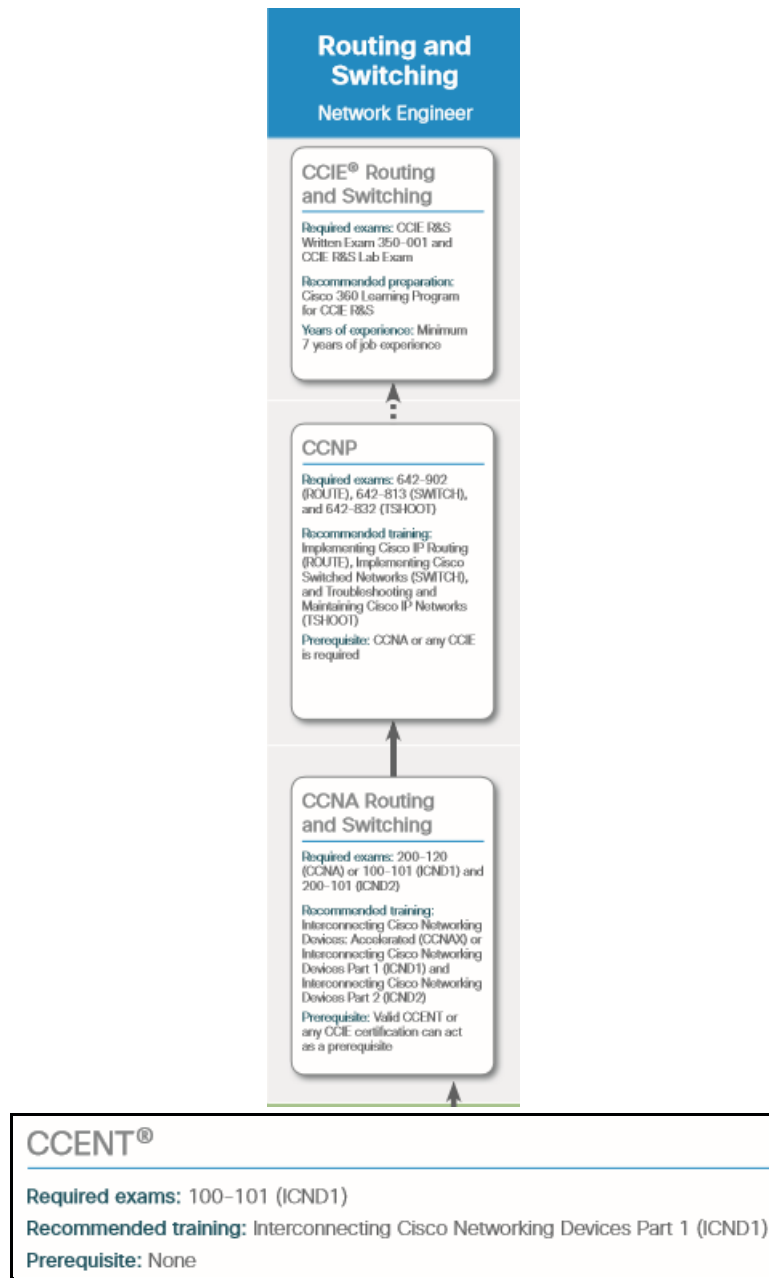 Routing and
Switching
Network Engineer
CCIE® Routing
and Switching
Required exams: CCIE R&S
Written Exam 350-001 and
CCIE R&S Lab Exam
Recommended preparation:
Cisco 360 Learning Program
for CCIE R&S
Years of experience: Minimum
7 years of job experience
CCNP
Required exams: 642-902
(ROUTE), 642-813 (SWITCH),
and 642-832 (TSHOOT)
Recommended training:
Implementing Cisco IP Routing
(ROUTE), Implementing Cisco
Switched Networks (SWITCH),
and Troubleshooting and
Maintaining Cisco IP Networks
(TSHOOT)
Prerequisite: CCNA or any CCIE
is required
CCNA Routing
and Switching
Required exams: 200-120
(CCNA) or 100-101 (ICND1) and
200-101 (ICND2)
Recommended training:
Interconnecting Cisco Networking
Devices: Accelerated (CCNAX) or
Interconnecting Cisco Networking
Devices Part 1 (ICND1) and
Interconnecting Cisco Networking
Devices Part 2 (ICND2)
Prerequisite: Valid CCENT or
any CCIE certification can act
as a prerequisite
CCENT®
Required exams: 100-101 (ICND1)
Recommended training: Interconnecting Cisco Networking Devices Part 1 (ICND1)
Prerequisite: None